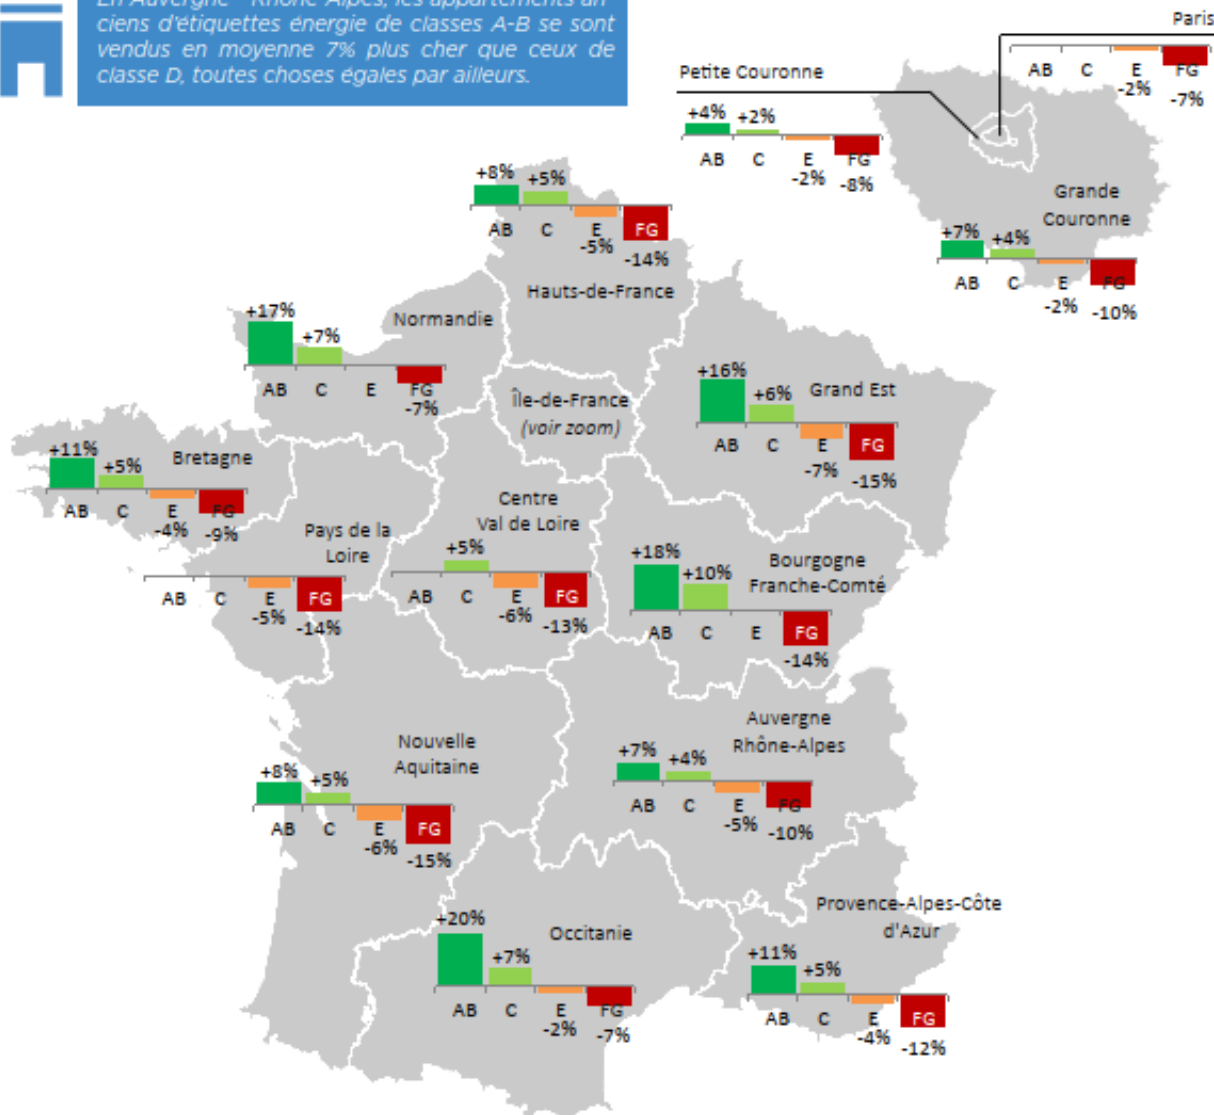 En Auvergne - Rhône-Alpes, les appartements an-
ciens d'étiquettes énergie de classes A-B se sont
vendus en moyenne 7% plus cher que ceux de
classe D, toutes choses égales par ailleurs.
Paris
AB C E FG
-2% -7%
Petite Couronne
+4% +2%
AB C E FG
-2% -8%
Grande
Couronne
+7% +4%
AB C E FG
-2% -10%
+8% +5%
AB C E FG
-5% -14%
Hauts-de-France
Normandie
+17% +7%
AB C E FG
-7%
Île-de-France
(voir zoom)
Grand Est
+16% +6%
AB C E FG
-7% -15%
Bretagne
+11% +5%
AB C E FG
-4% -9%
Pays de la
Loire
AB C E FG
-5% -14%
Centre
Val de Loire
+5%
AB C E FG
-6% -13%
Bourgogne
Franche-Comté
+18% +10%
AB C E FG
-14%
Auvergne
Rhône-Alpes
+7% +4%
AB C E FG
-5% -10%
Nouvelle
Aquitaine
+8% +5%
AB C E FG
-6% -15%
Occitanie
+20% +7%
AB C E FG
-2% -7%
Provence-Alpes-Côte
d'Azur
+11% +5%
AB C E FG
-4% -12%